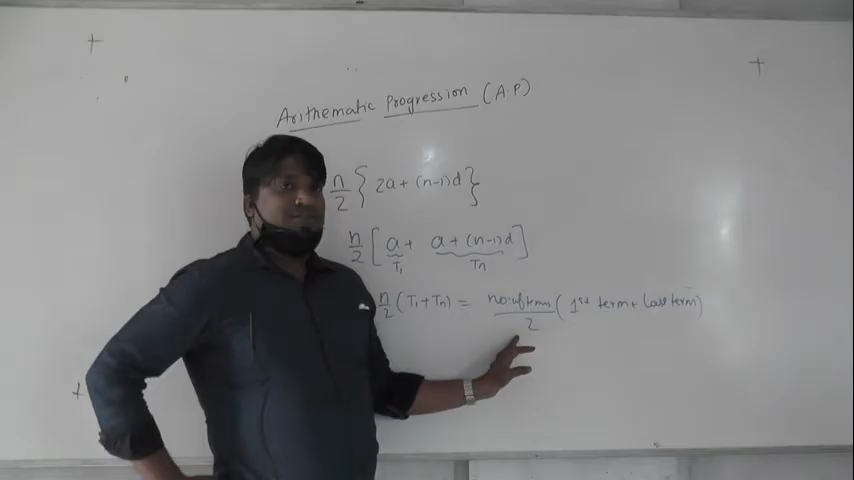 Arithematic Progression (A.P)
n/2 { 2a + (n-1)d }
n/2 [ a + a + (n-1)d ]
T₁ Tn
n/2 (T₁ + Tn) = no. of terms/2 ( 1st term + Last term )